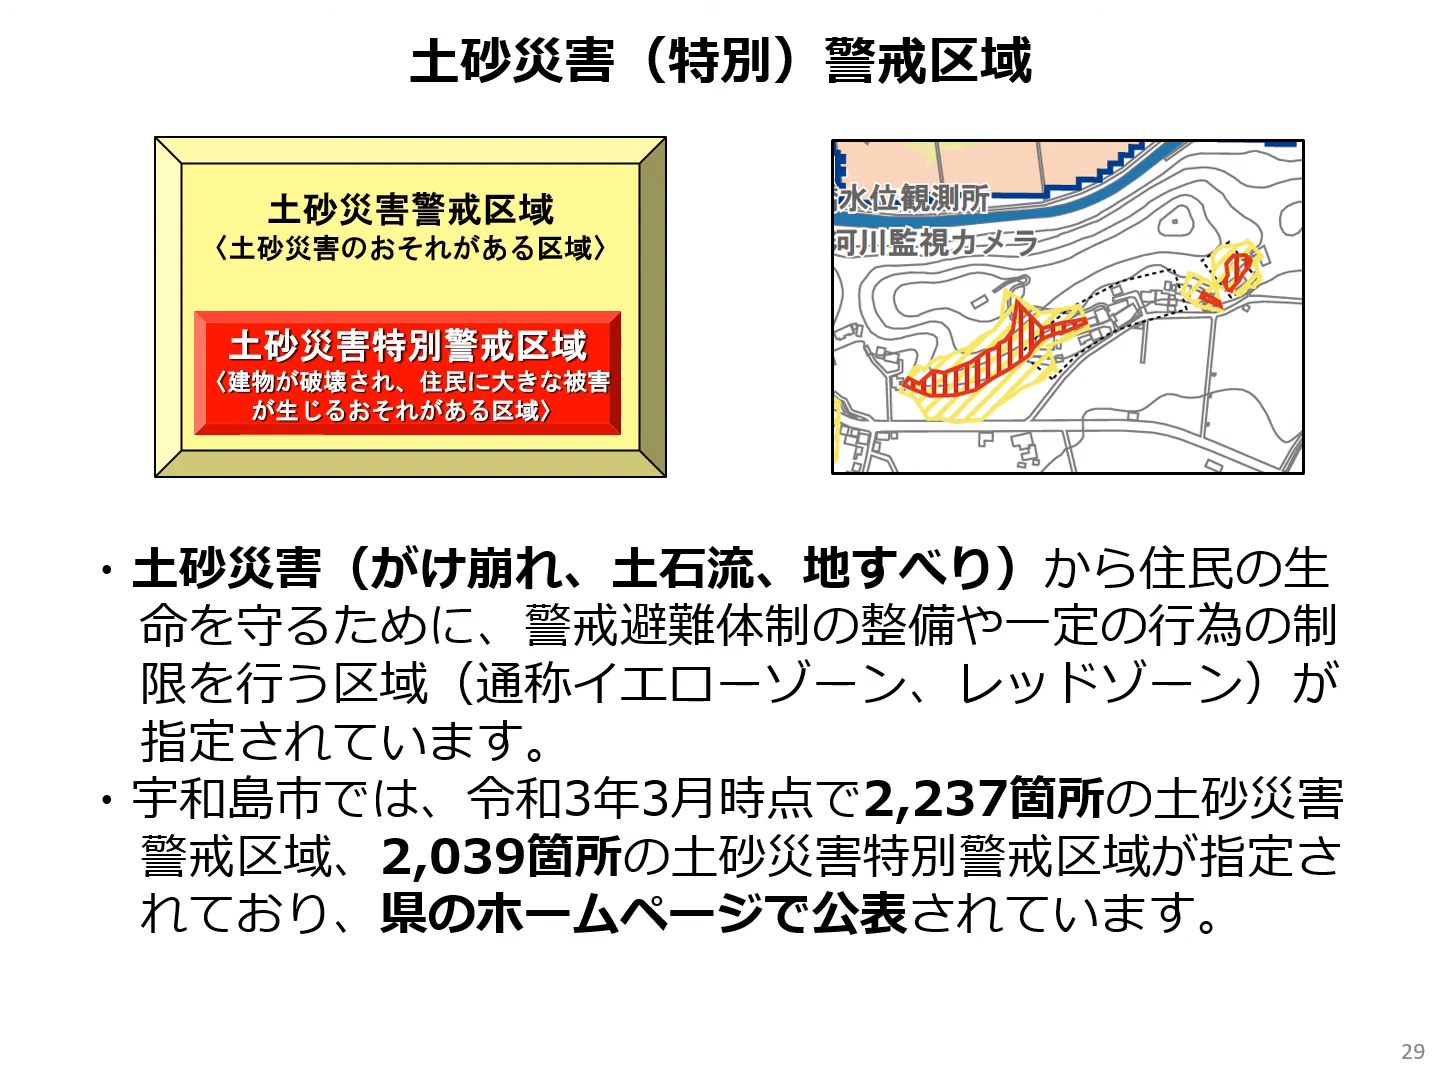 土砂災害（特別）警戒区域
土砂災害警戒区域
〈土砂災害のおそれがある区域〉
土砂災害特別警戒区域
〈建物が破壊され、住民に大きな被害
が生じるおそれがある区域〉
水位観測所
河川監視カメラ
・土砂災害（がけ崩れ、土石流、地すべり）から住民の生
命を守るために、警戒避難体制の整備や一定の行為の制
限を行う区域（通称イエローゾーン、レッドゾーン）が
指定されています。
・宇和島市では、令和3年3月時点で2,237箇所の土砂災害
警戒区域、2,039箇所の土砂災害特別警戒区域が指定さ
れており、県のホームページで公表されています。
29